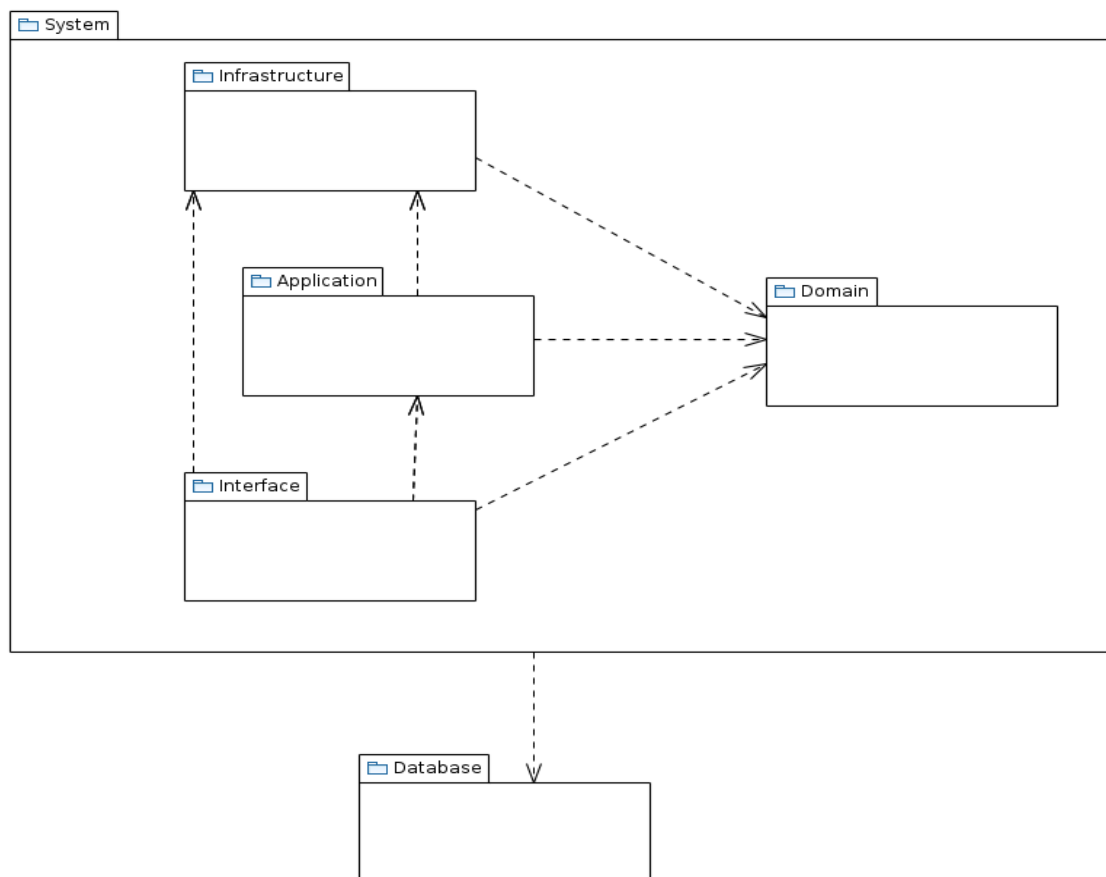 System
Infrastructure
Application
Domain
Interface
Database